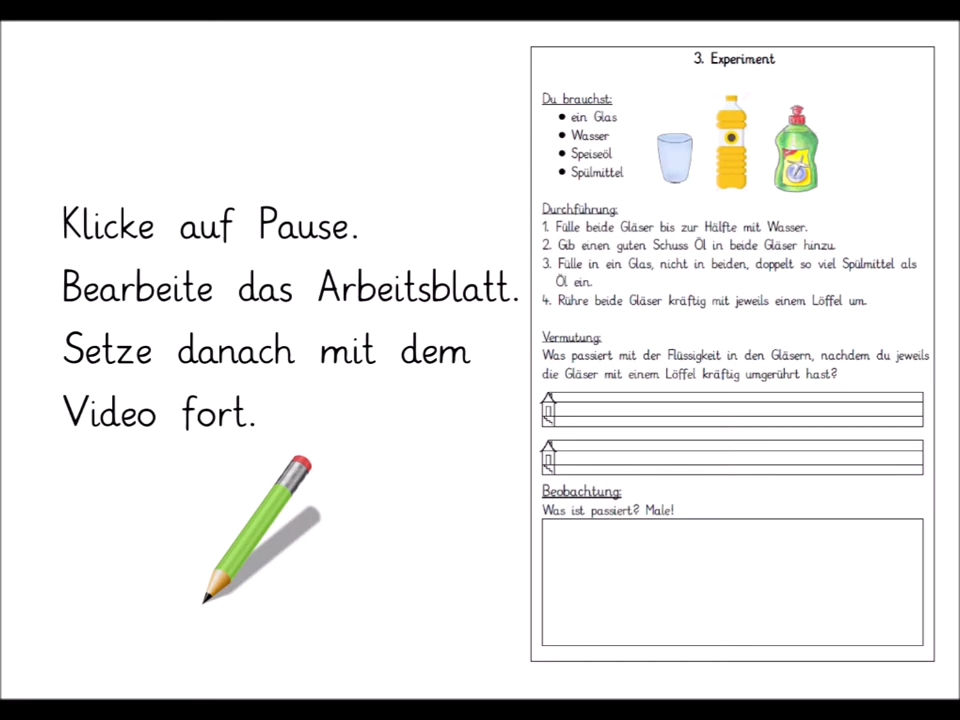 Klicke auf Pause.
Bearbeite das Arbeitsblatt.
Setze danach mit dem
Video fort.
3. Experiment
Du brauchst:
● ein Glas
● Wasser
● Speiseöl
● Spülmittel
Durchführung:
1. Fülle beide Gläser bis zur Hälfte mit Wasser.
2. Gib einen guten Schuss Öl in beide Gläser hinzu.
3. Fülle in ein Glas, nicht in beiden, doppelt so viel Spülmittel als
Öl ein.
4. Rühre beide Gläser kräftig mit jeweils einem Löffel um.
Vermutung:
Was passiert mit der Flüssigkeit in den Gläsern, nachdem du jeweils
die Gläser mit einem Löffel kräftig umgerührt hast?
Beobachtung:
Was ist passiert? Male!